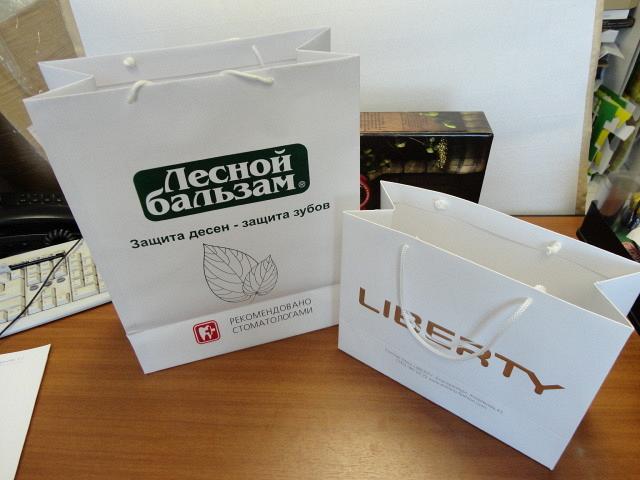 Лесной
бальзам®
Защита десен - защита зубов
РЕКОМЕНДОВАНО
СТОМАТОЛОГАМИ
LIBERTY